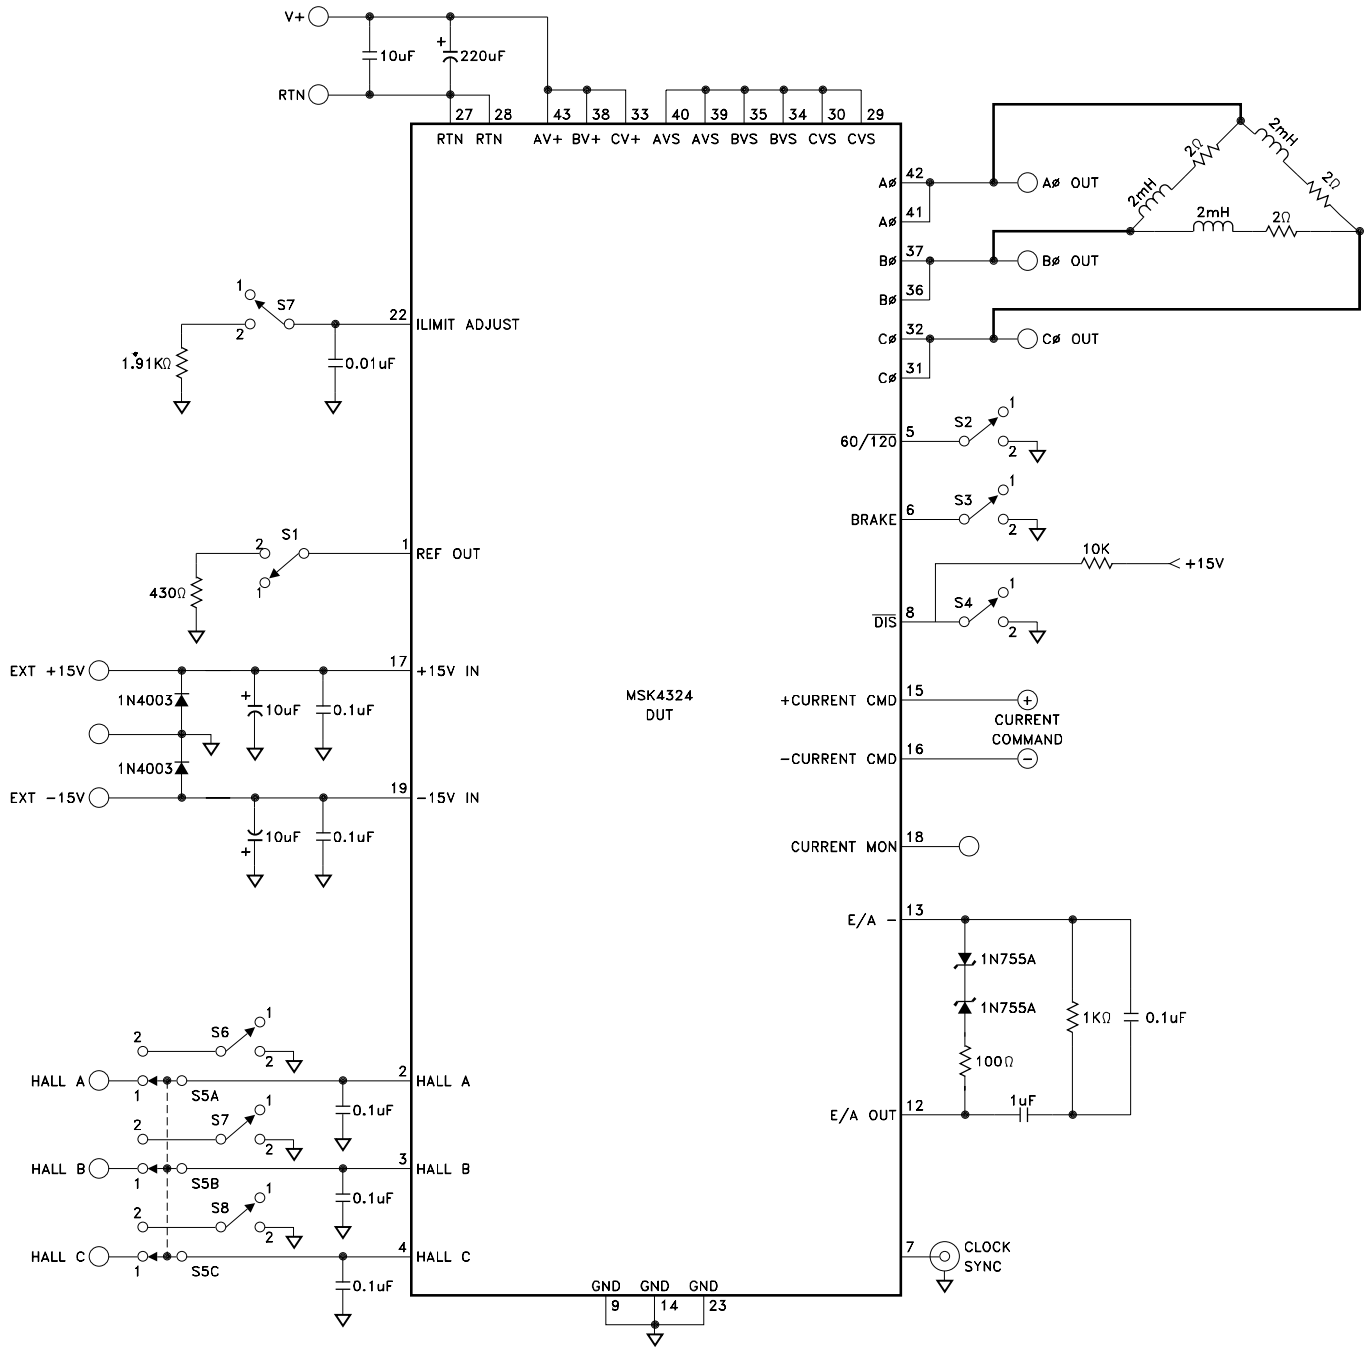 V+
10uF
+
220uF
RTN
27 28 43 38 33 40 39 35 34 30 29
RTN RTN AV+ BV+ CV+ AVS AVS BVS BVS CVS CVS
AØ 42
AØ 41
BØ 37
BØ 36
CØ 32
CØ 31
AØ OUT
BØ OUT
CØ OUT
2mH
2Ω
2mH
2Ω
2mH
2Ω
1
S7
2
22 ILIMIT ADJUST
1.91KΩ
0.01uF
60/120 5
S2
1
2
BRAKE 6
S3
1
2
10K
+15V
DIS 8
S4
1
2
S1
2
1
1 REF OUT
430Ω
EXT +15V
17 +15V IN
1N4003
+
10uF
0.1uF
1N4003
EXT -15V
19 -15V IN
10uF
+
0.1uF
MSK4324
DUT
+CURRENT CMD 15
+
CURRENT
COMMAND
-CURRENT CMD 16
−
CURRENT MON 18
E/A - 13
1N755A
1N755A
100Ω
1KΩ
0.1uF
E/A OUT 12
1uF
2
S6
1
2
HALL A
1
S5A
2 HALL A
0.1uF
2
S7
1
2
HALL B
1
S5B
3 HALL B
0.1uF
2
S8
1
2
HALL C
1
S5C
4 HALL C
0.1uF
7
CLOCK
SYNC
GND GND GND
9 14 23